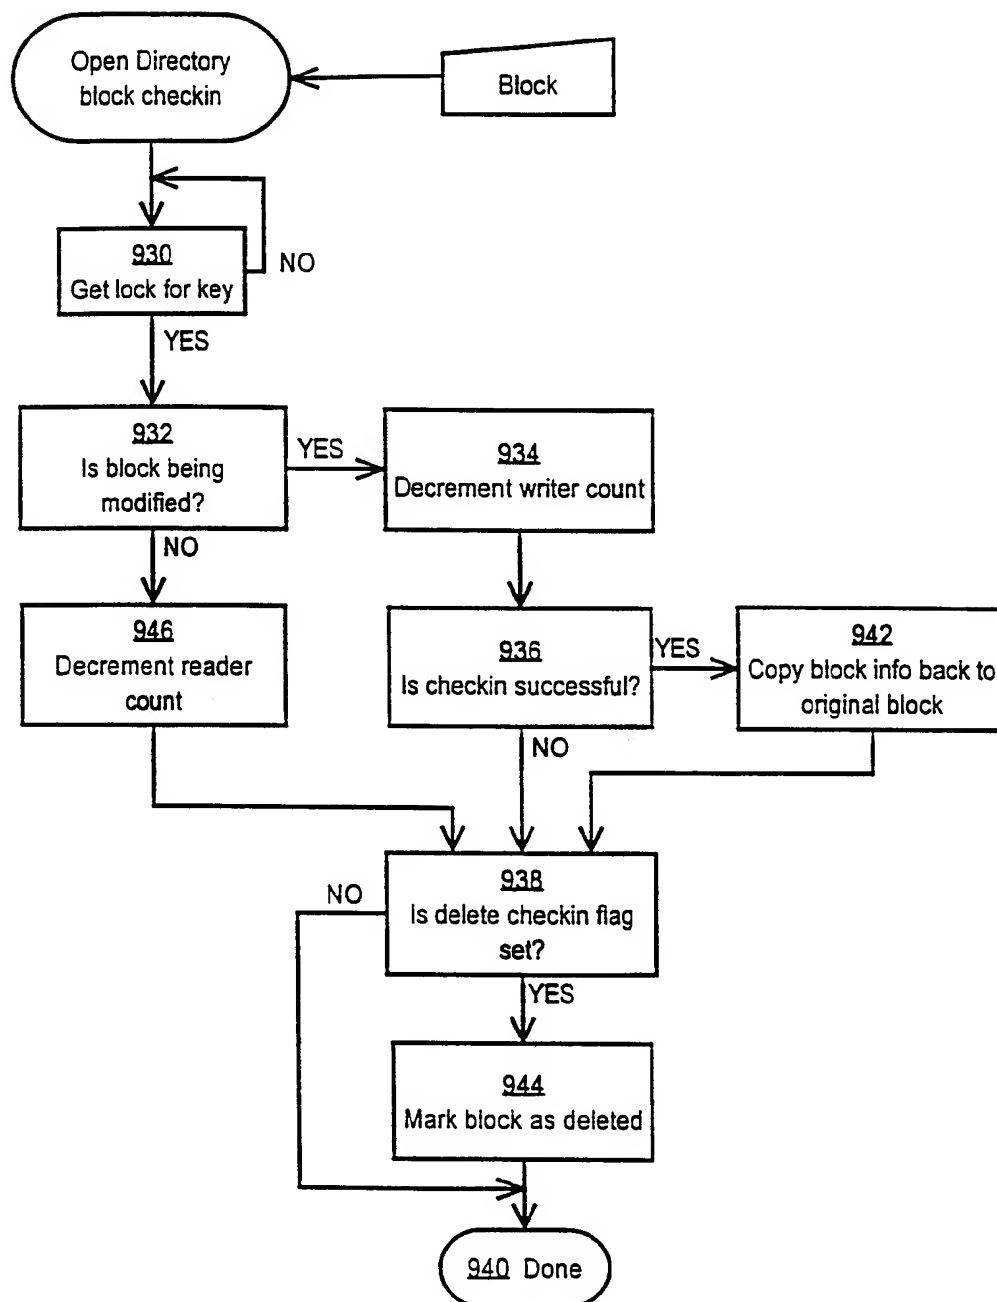 Open Directory
block checkin
Block
930
Get lock for key
NO
YES
932
Is block being
modified?
YES
934
Decrement writer count
NO
946
Decrement reader
count
936
Is checkin successful?
YES
942
Copy block info back to
original block
NO
938
Is delete checkin flag
set?
NO
YES
944
Mark block as deleted
940 Done